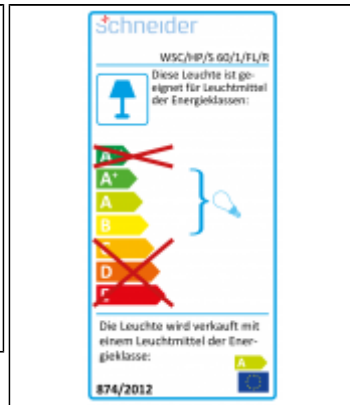 schneider
WSC/HP/S 60/1/FL/R
Diese Leuchte ist ge-
eignet für Leuchtmittel
der Energieklassen:
A++
A+
A
B
C
D
E
Die Leuchte wird verkauft mit
einem Leuchtmittel der Ener-
gieklasse:
A
874/2012